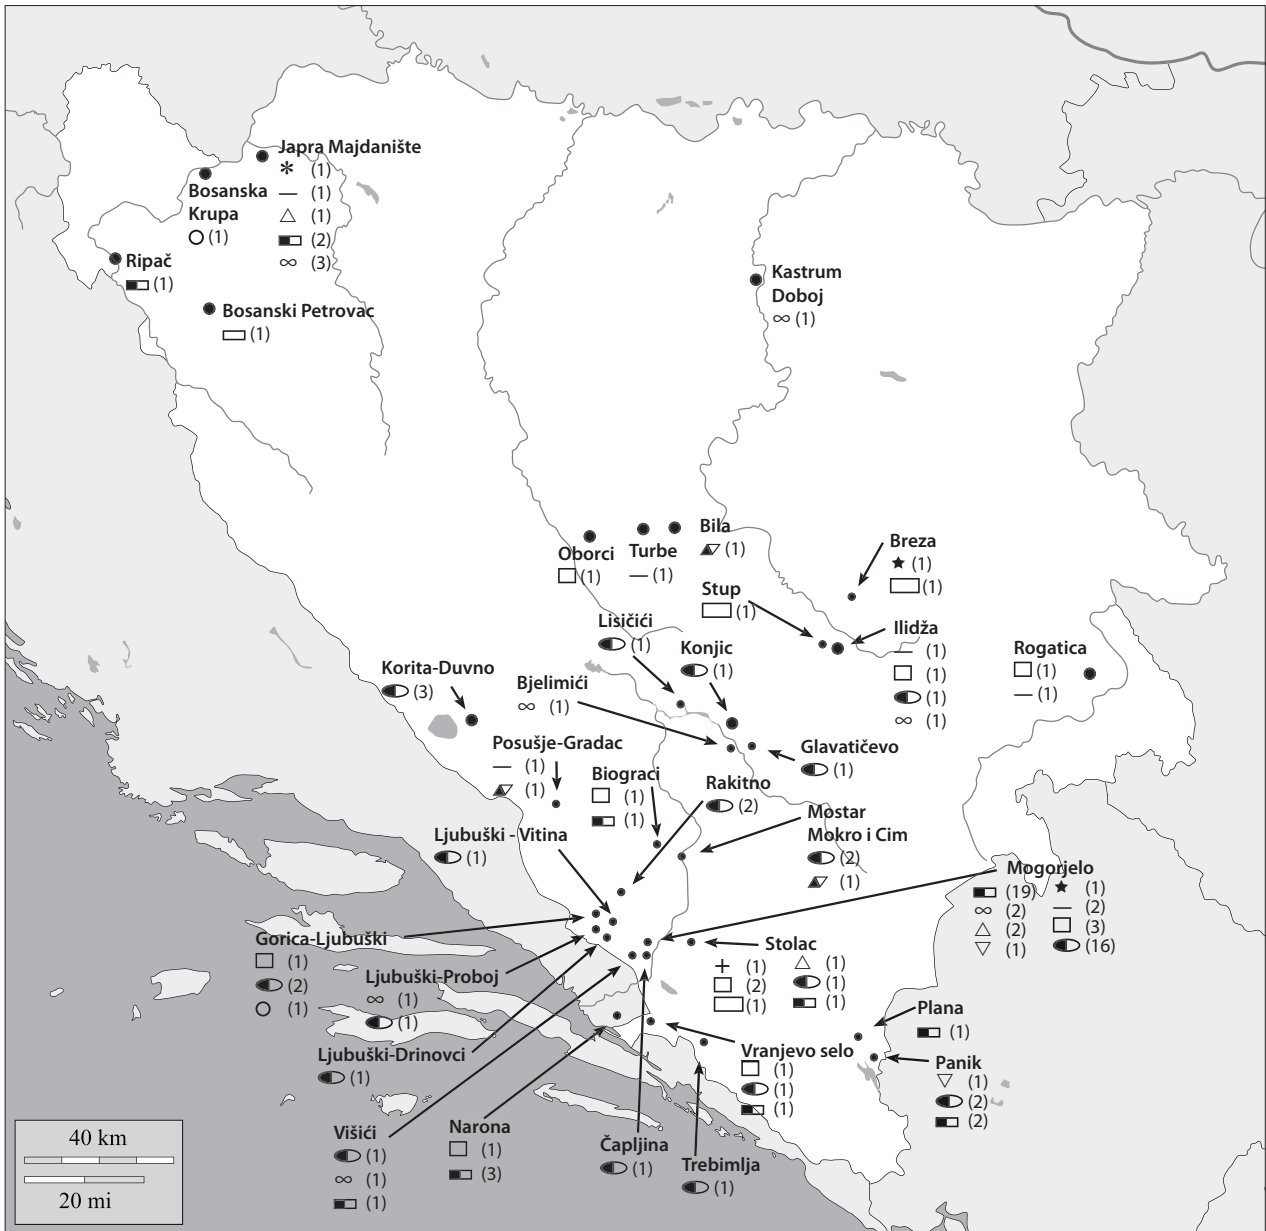 Japra Majdanište
* (1)
— (1)
△ (1)
(2)
∞ (3)
Bosanska
Krupa
○ (1)
Ripač
(1)
Bosanski Petrovac
(1)
Kastrum
Doboj
∞ (1)
Oborci
(1)
Turbe
— (1)
Bila
(1)
Breza
★ (1)
(1)
Stup
(1)
Ilidža
— (1)
(1)
(1)
∞ (1)
Rogatica
(1)
— (1)
Lisičići
(1)
Konjic
(1)
Korita-Duvno
(3)
Bjelimići
∞ (1)
Glavatičevo
(1)
Posušje-Gradac
— (1)
(1)
Biograci
(1)
(1)
Rakitno
(2)
Mostar
Mokro i Cim
(2)
(1)
Ljubuški - Vitina
(1)
Mogorjelo
(19) ★ (1)
∞ (2) — (2)
△ (2) □ (3)
▽ (1) (16)
Gorica-Ljubuški
(1)
(2)
○ (1)
Ljubuški-Proboj
∞ (1)
(1)
Stolac
+ (1) △ (1)
□ (2) (1)
(1) (1)
Ljubuški-Drinovci
(1)
Plana
(1)
Vranjevo selo
(1)
(1)
(1)
Panik
▽ (1)
(2)
(2)
Višići
(1)
∞ (1)
(1)
Narona
(1)
(3)
Čapljina
(1)
Trebimlja
(1)
40 km
20 mi